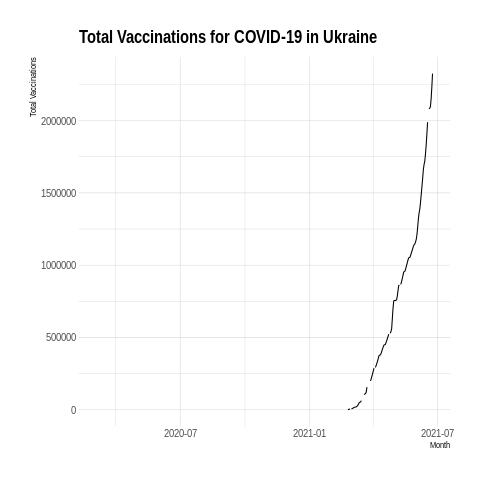 Total Vaccinations for COVID-19 in Ukraine
Total Vaccinations
2000000
1500000
1000000
500000
0
2020-07 2021-01 2021-07
Month